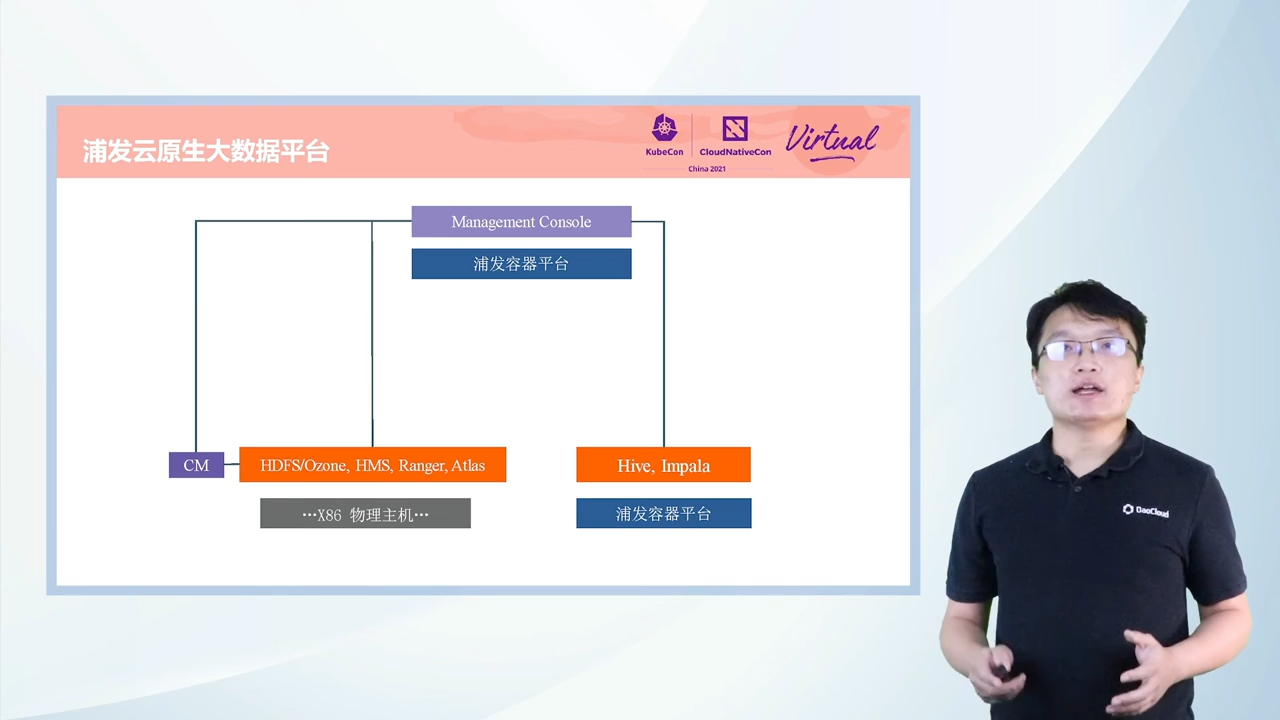 浦发云原生大数据平台
KubeCon
CloudNativeCon
Virtual
China 2021
Management Console
浦发容器平台
CM
HDFS/Ozone, HMS, Ranger, Atlas
Hive, Impala
…X86 物理主机…
浦发容器平台
DaoCloud